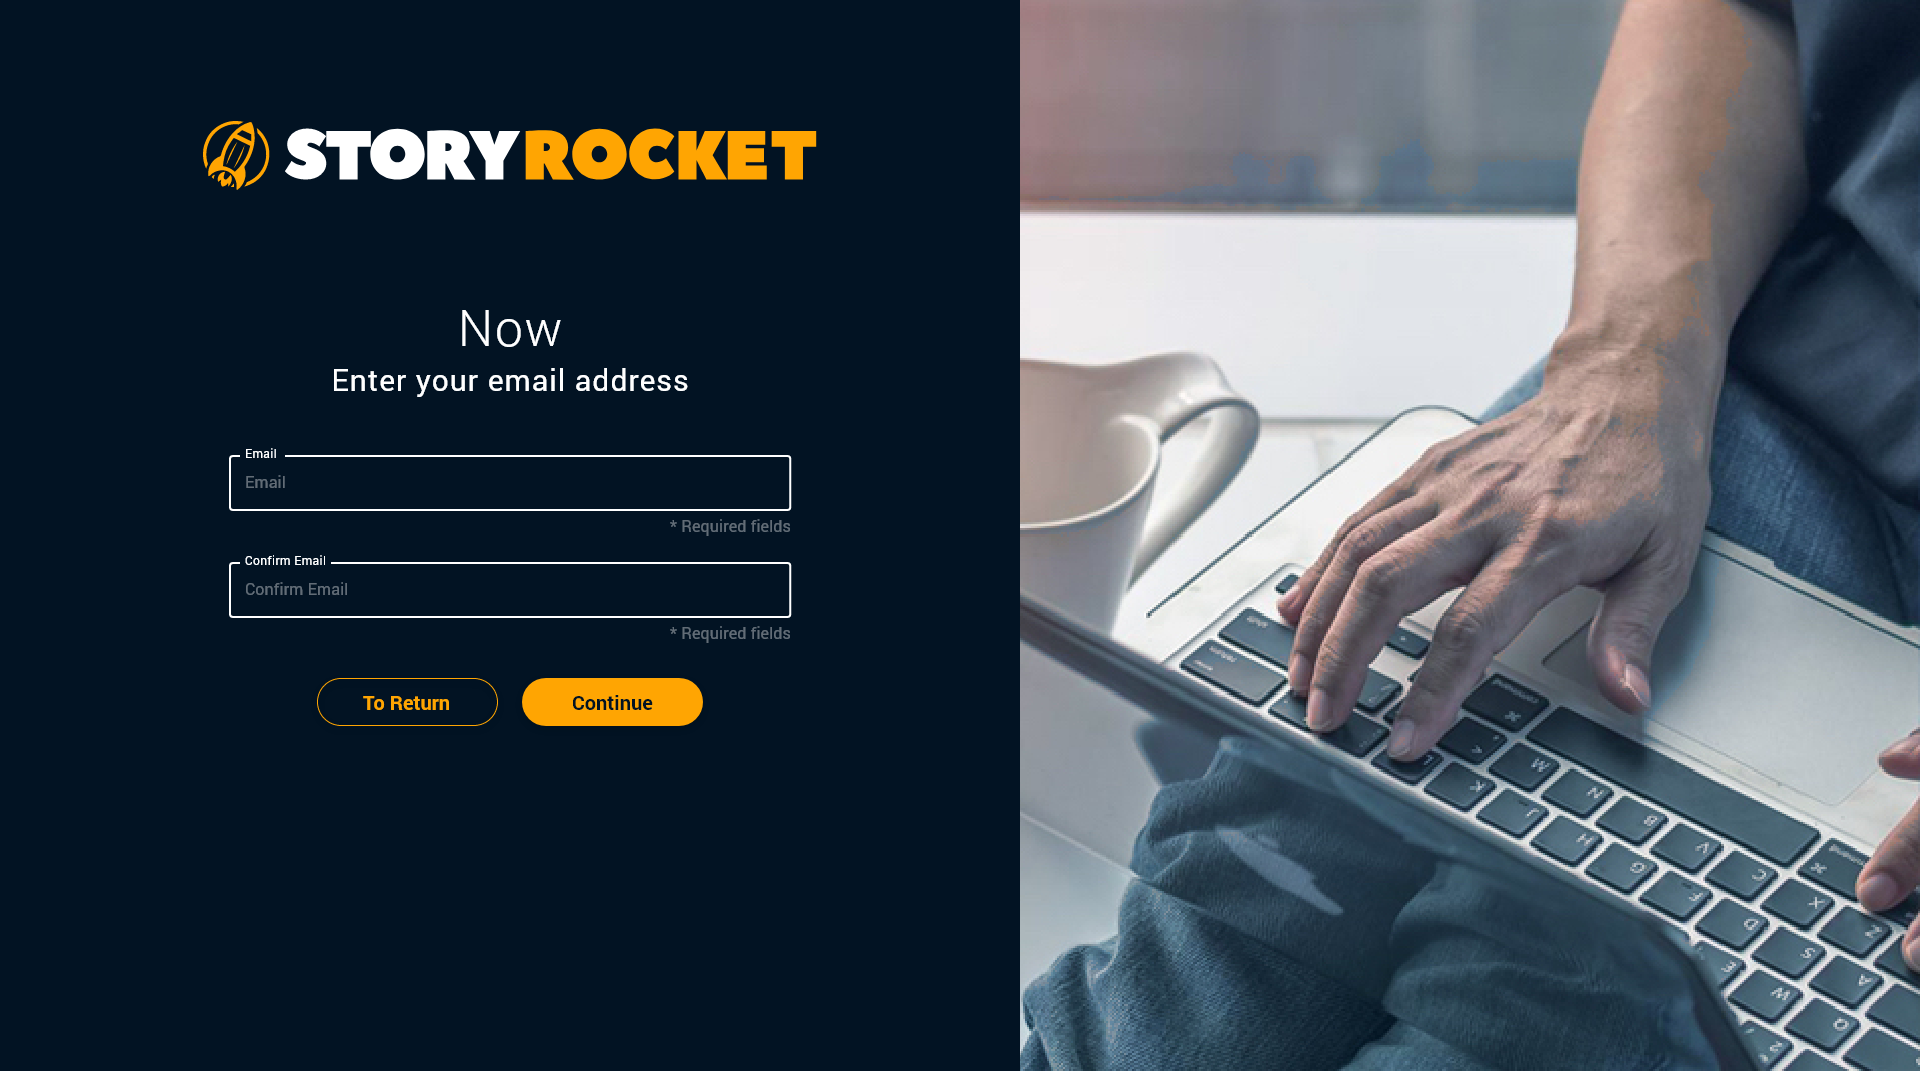 STORYROCKET
Now
Enter your email address
Email
Email
* Required fields
Confirm Email
Confirm Email
* Required fields
To Return
Continue